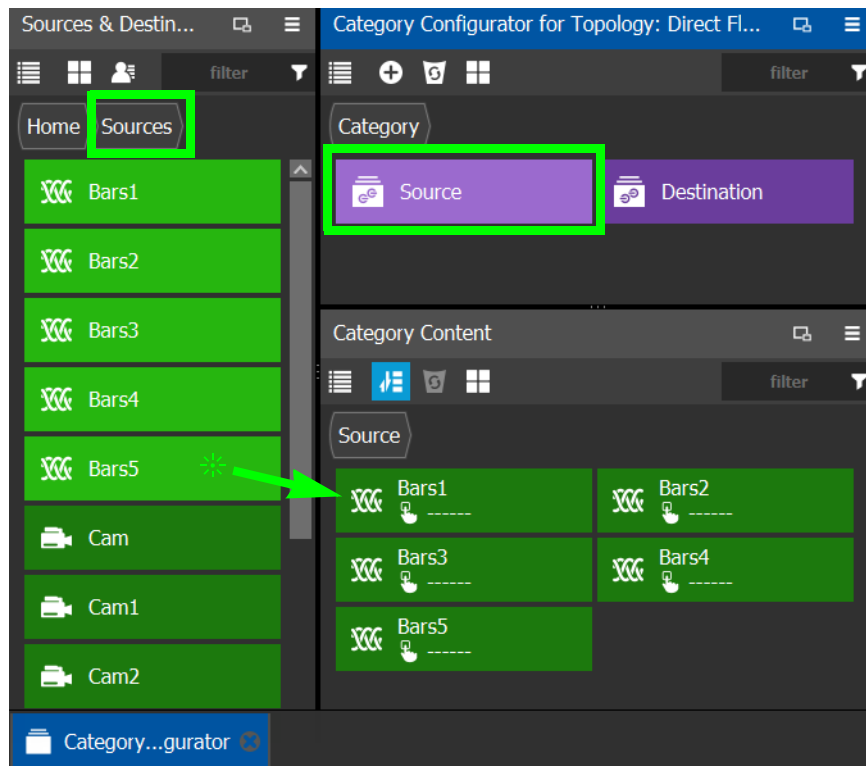 Sources & Destin...
filter
Home
Sources
Bars1
Bars2
Bars3
Bars4
Bars5
Cam
Cam1
Cam2
Category Configurator for Topology: Direct Fl...
filter
Category
Source
Destination
Category Content
filter
Source
Bars1
------
Bars2
------
Bars3
------
Bars4
------
Bars5
------
Category...gurator